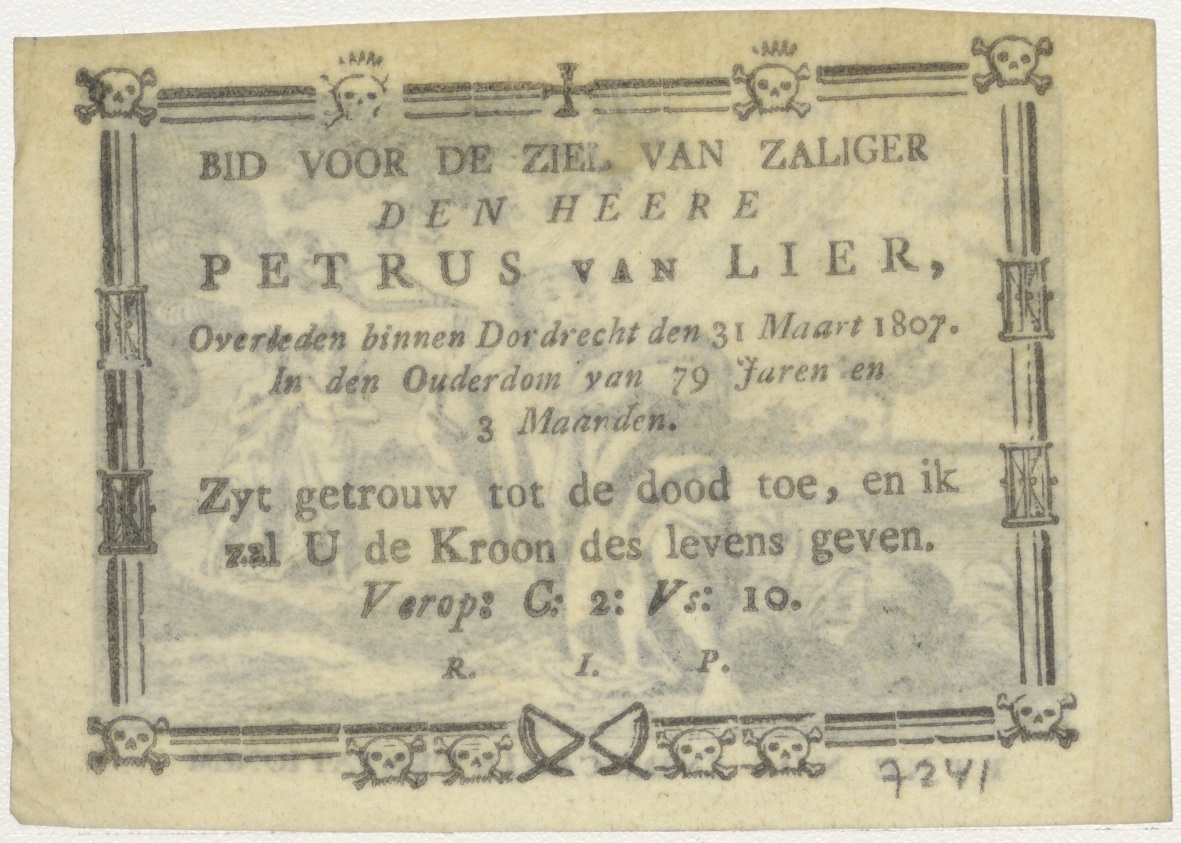 BID VOOR DE ZIEL VAN ZALIGER
DEN HEERE
PETRUS VAN LIER,
Overleden binnen Dordrecht den 31 Maart 1807.
In den Ouderdom van 79 Jaren en
3 Maanden.
Zyt getrouw tot de dood toe, en ik
zal U de Kroon des levens geven.
Verop: C: 2: Vs: 10.
R. I. P.
7241